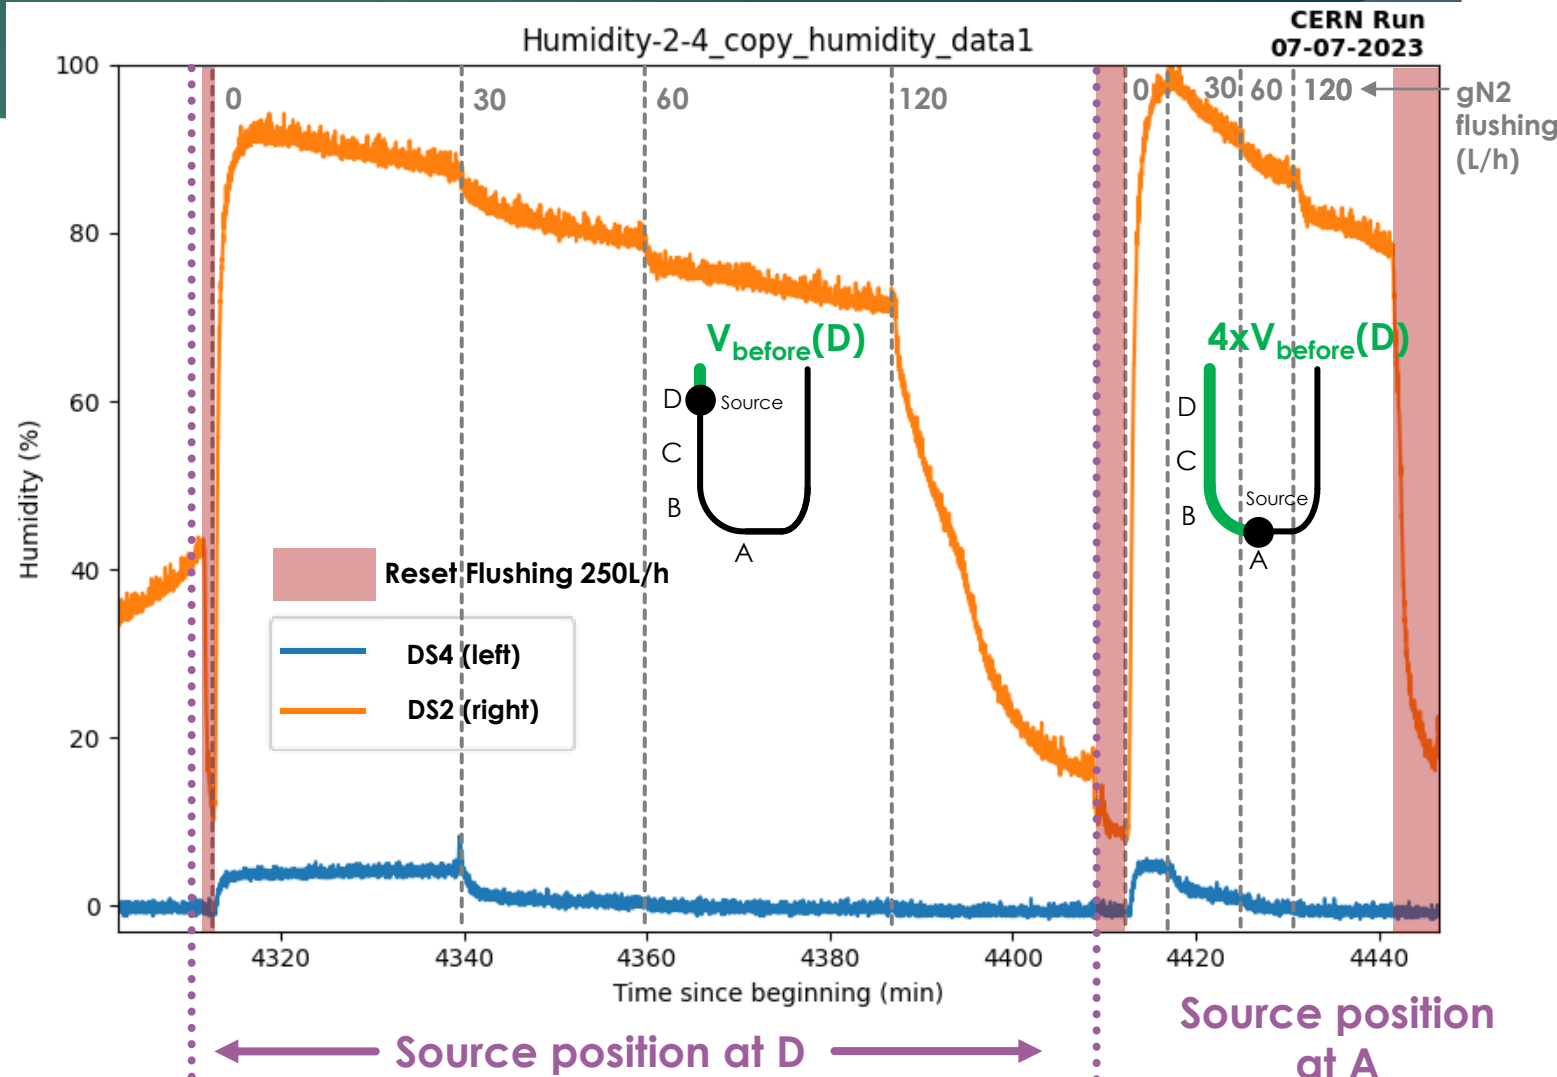 CERN Run
07-07-2023
Humidity-2-4_copy_humidity_data1
100
80
60
40
20
0
Humidity (%)
0
30
60
120
0
30
60
120
gN2
flushing
(L/h)
Vbefore(D)
D
Source
C
B
A
4xVbefore(D)
D
C
Source
B
A
Reset Flushing 250L/h
DS4 (left)
DS2 (right)
4320
4340
4360
4380
4400
4420
4440
Time since beginning (min)
Source position at D
Source position
at A